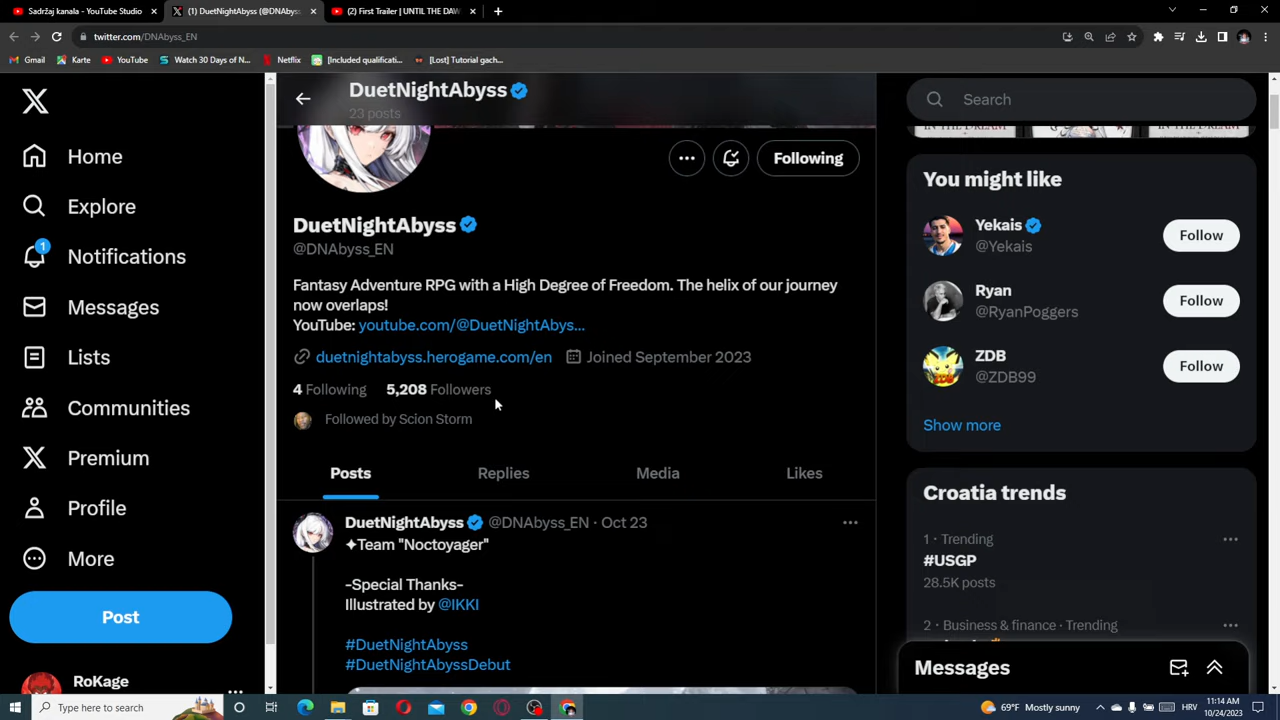 Sadržaj kanala - YouTube Studio
(1) DuetNightAbyss (@DNAbyss_
(2) First Trailer | UNTIL THE DAW
twitter.com/DNAbyss_EN
Gmail
Karte
YouTube
Watch 30 Days of N...
Netflix
[Included qualificati...
[Lost] Tutorial gach...
DuetNightAbyss
23 posts
Search
Home
Explore
1
Notifications
Messages
Lists
Communities
Premium
Profile
More
Post
RoKage
Following
DuetNightAbyss
@DNAbyss_EN
Fantasy Adventure RPG with a High Degree of Freedom. The helix of our journey
now overlaps!
YouTube: youtube.com/@DuetNightAbys...
duetnightabyss.herogame.com/en Joined September 2023
4 Following 5,208 Followers
Followed by Scion Storm
Posts Replies Media Likes
DuetNightAbyss @DNAbyss_EN · Oct 23
✦Team "Noctoyager"
-Special Thanks-
Illustrated by @IKKI
#DuetNightAbyss
#DuetNightAbyssDebut
IN THE DREAM
You might like
Yekais
@Yekais
Follow
Ryan
@RyanPoggers
Follow
ZDB
@ZDB99
Follow
Show more
Croatia trends
1 · Trending
#USGP
28.5K posts
2 · Business & finance · Trending
Messages
Type here to search
69°F Mostly sunny
HRV
11:14 AM
10/24/2023